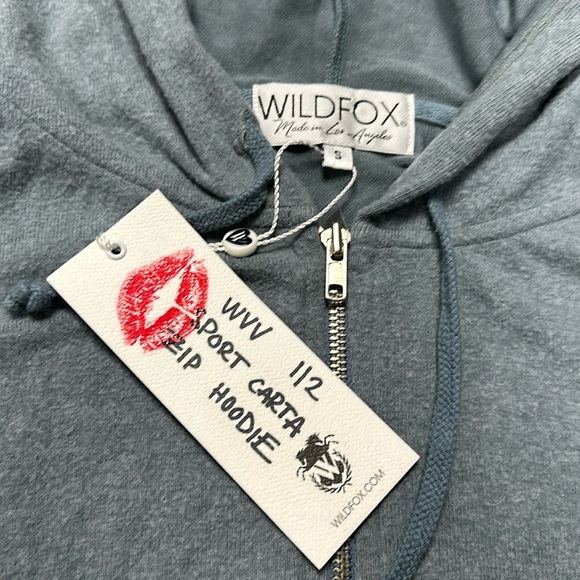 WILDFOX®
Made in Los Angeles
S
WVV 112
SPORT CARTA
ZIP HOODIE
W
WILDFOX.COM